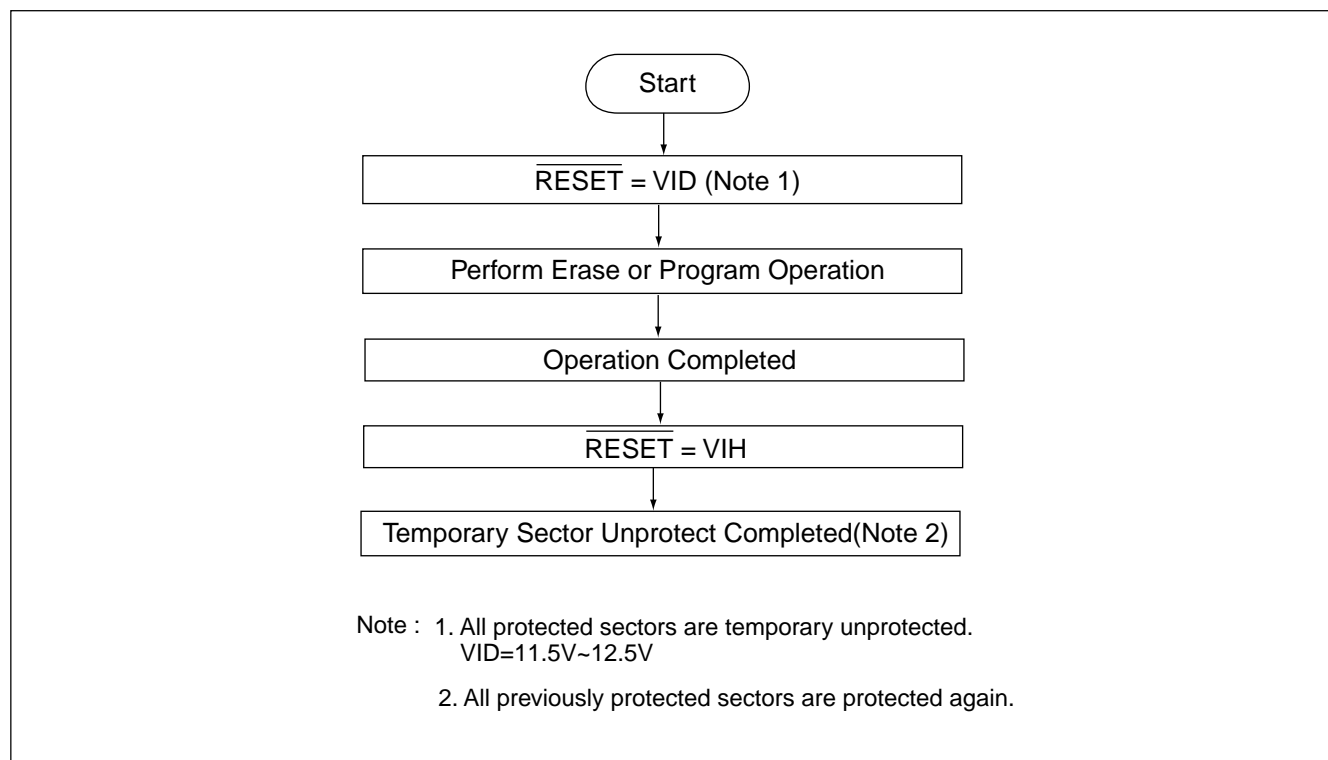 Start
R̅E̅S̅E̅T̅ = VID (Note 1)
Perform Erase or Program Operation
Operation Completed
R̅E̅S̅E̅T̅ = VIH
Temporary Sector Unprotect Completed(Note 2)
Note : 1. All protected sectors are temporary unprotected.
VID=11.5V~12.5V
2. All previously protected sectors are protected again.